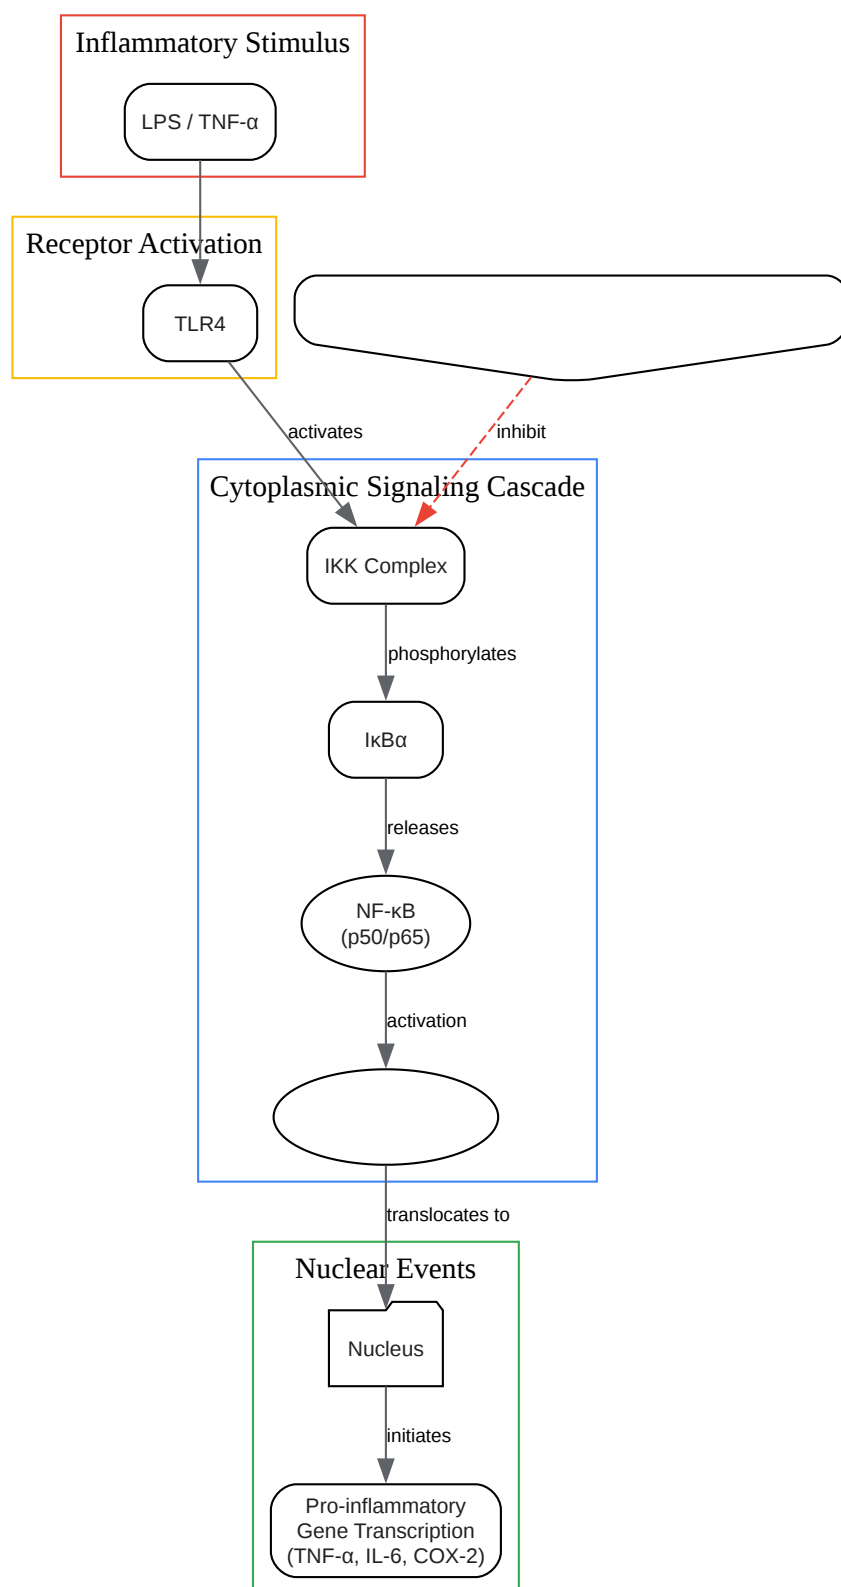 Inflammatory Stimulus
LPS / TNF-α
Receptor Activation
TLR4
activates
inhibit
Cytoplasmic Signaling Cascade
IKK Complex
phosphorylates
IκBα
releases
NF-κB
(p50/p65)
activation
translocates to
Nuclear Events
Nucleus
initiates
Pro-inflammatory
Gene Transcription
(TNF-α, IL-6, COX-2)